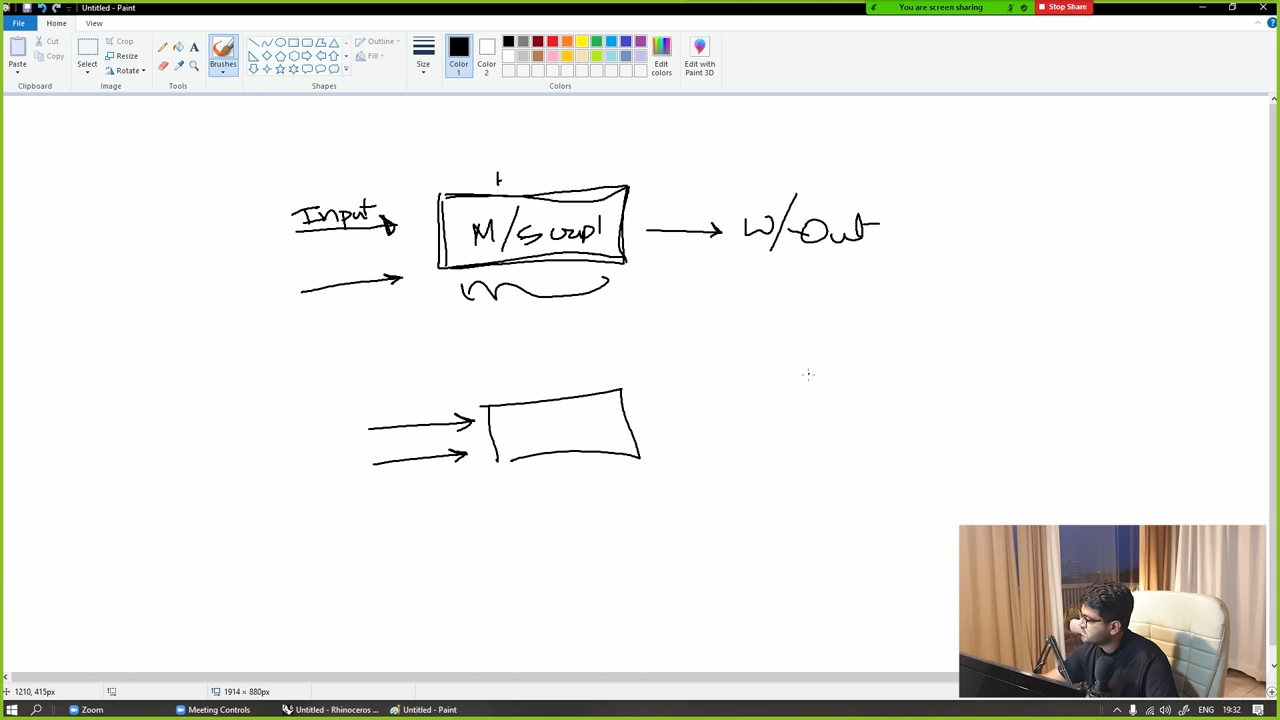 Untitled - Paint
You are screen sharing
Stop Share
File
Home
View
Cut
Copy
Paste
Clipboard
Crop
Resize
Rotate
Select
Image
Tools
Brushes
Outline
Fill
Shapes
Size
Color 1
Color 2
Colors
Edit colors
Edit with Paint 3D
Input
W/-Out
1210, 415px
1914 × 880px
Zoom
Meeting Controls
Untitled - Rhinoceros ...
Untitled - Paint
ENG
19:32